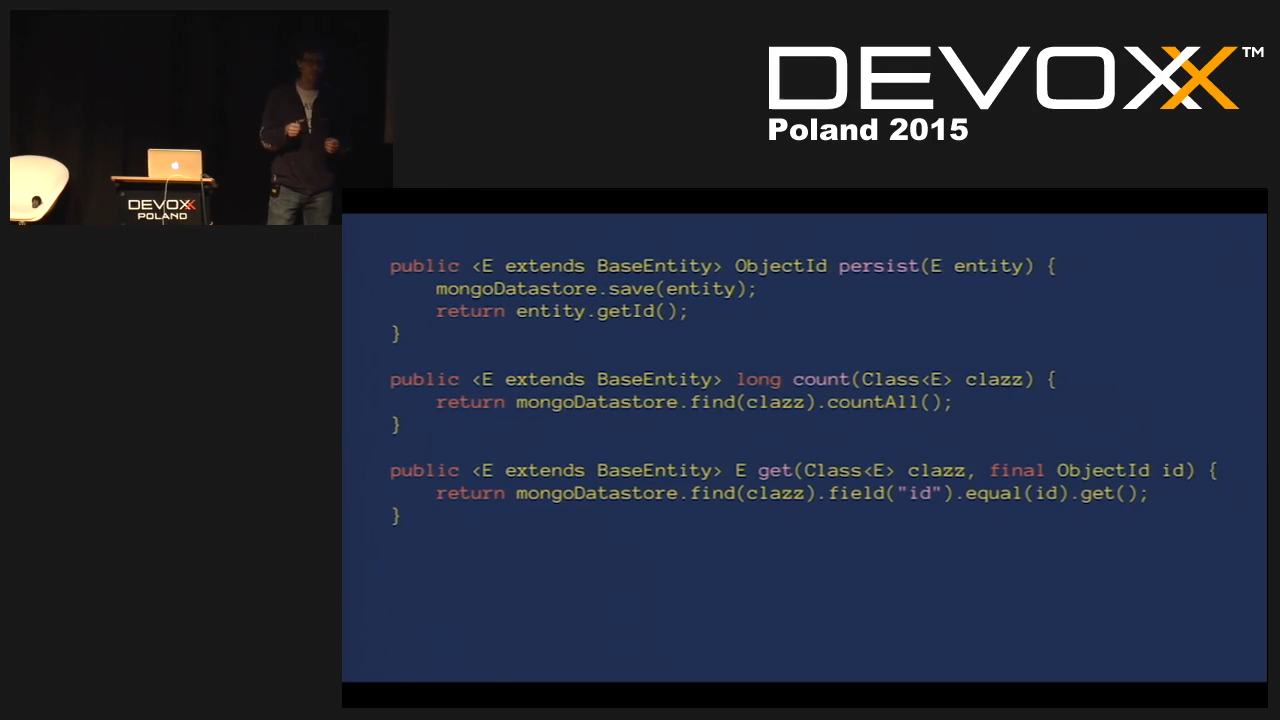 DEVOXX™
Poland 2015
DEVOXX
POLAND
public <E extends BaseEntity> ObjectId persist(E entity) {
    mongoDatastore.save(entity);
    return entity.getId();
}
public <E extends BaseEntity> long count(Class<E> clazz) {
    return mongoDatastore.find(clazz).countAll();
}
public <E extends BaseEntity> E get(Class<E> clazz, final ObjectId id) {
    return mongoDatastore.find(clazz).field("id").equal(id).get();
}